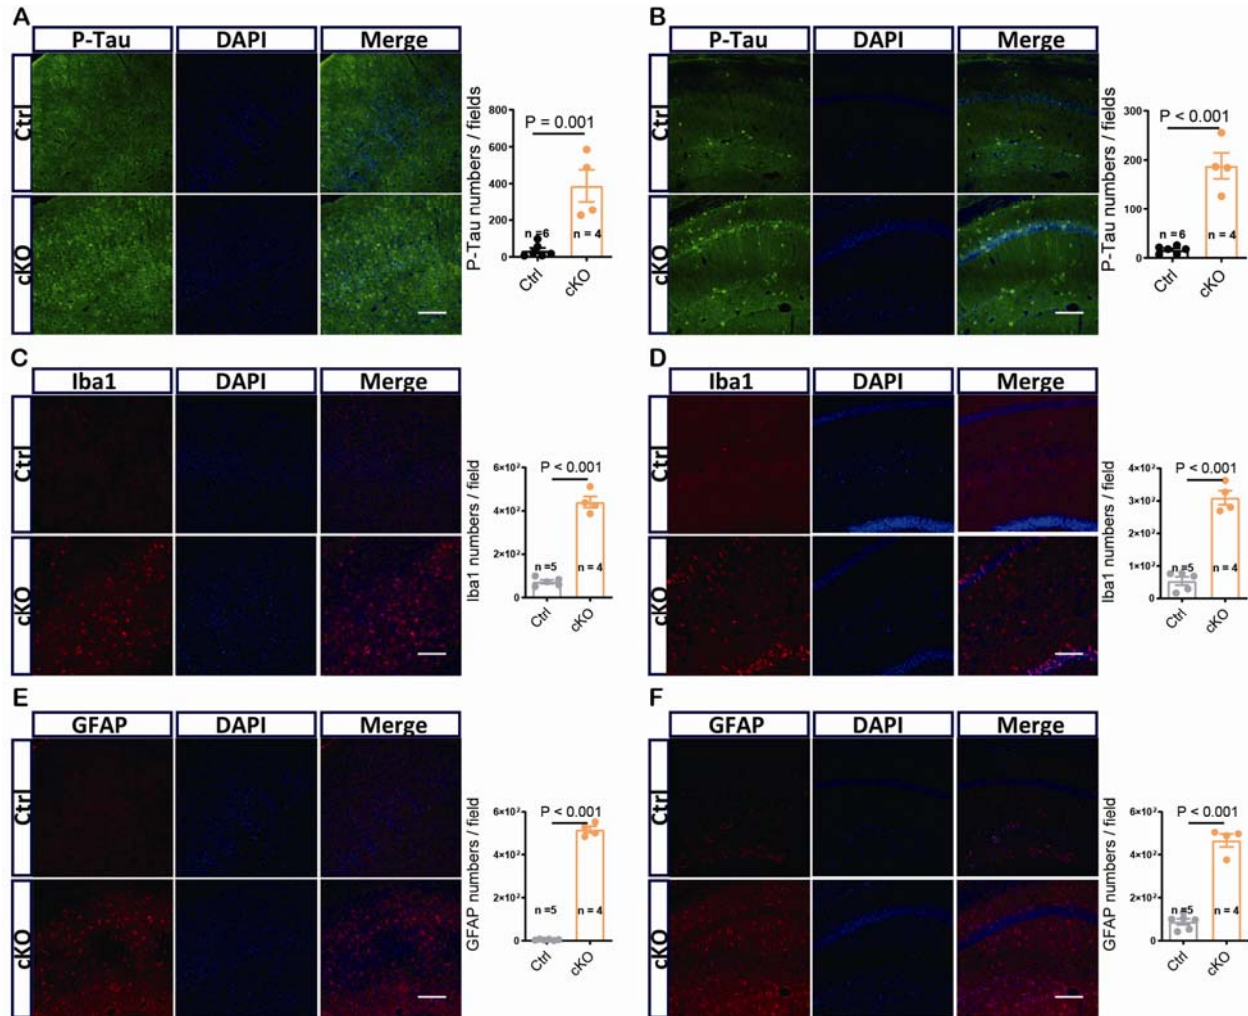 A
P-Tau DAPI Merge
Ctrl
cKO
P-Tau numbers / fields
800
600
400
200
0
P = 0.001
n =6
n = 4
Ctrl
cKO
B
P-Tau DAPI Merge
Ctrl
cKO
P-Tau numbers / fields
300
200
100
0
P < 0.001
n = 6
n = 4
Ctrl
cKO
C
Iba1 DAPI Merge
Ctrl
cKO
Iba1 numbers / field
6×10²
4×10²
2×10²
0
P < 0.001
n =5
n = 4
Ctrl
cKO
D
Iba1 DAPI Merge
Ctrl
cKO
Iba1 numbers / field
4×10²
3×10²
2×10²
1×10²
0
P < 0.001
n =5
n = 4
Ctrl
cKO
E
GFAP DAPI Merge
Ctrl
cKO
GFAP numbers / field
6×10²
4×10²
2×10²
0
P < 0.001
n =5
n = 4
Ctrl
cKO
F
GFAP DAPI Merge
Ctrl
cKO
GFAP numbers / field
6×10²
4×10²
2×10²
0
P < 0.001
n =5
n = 4
Ctrl
cKO